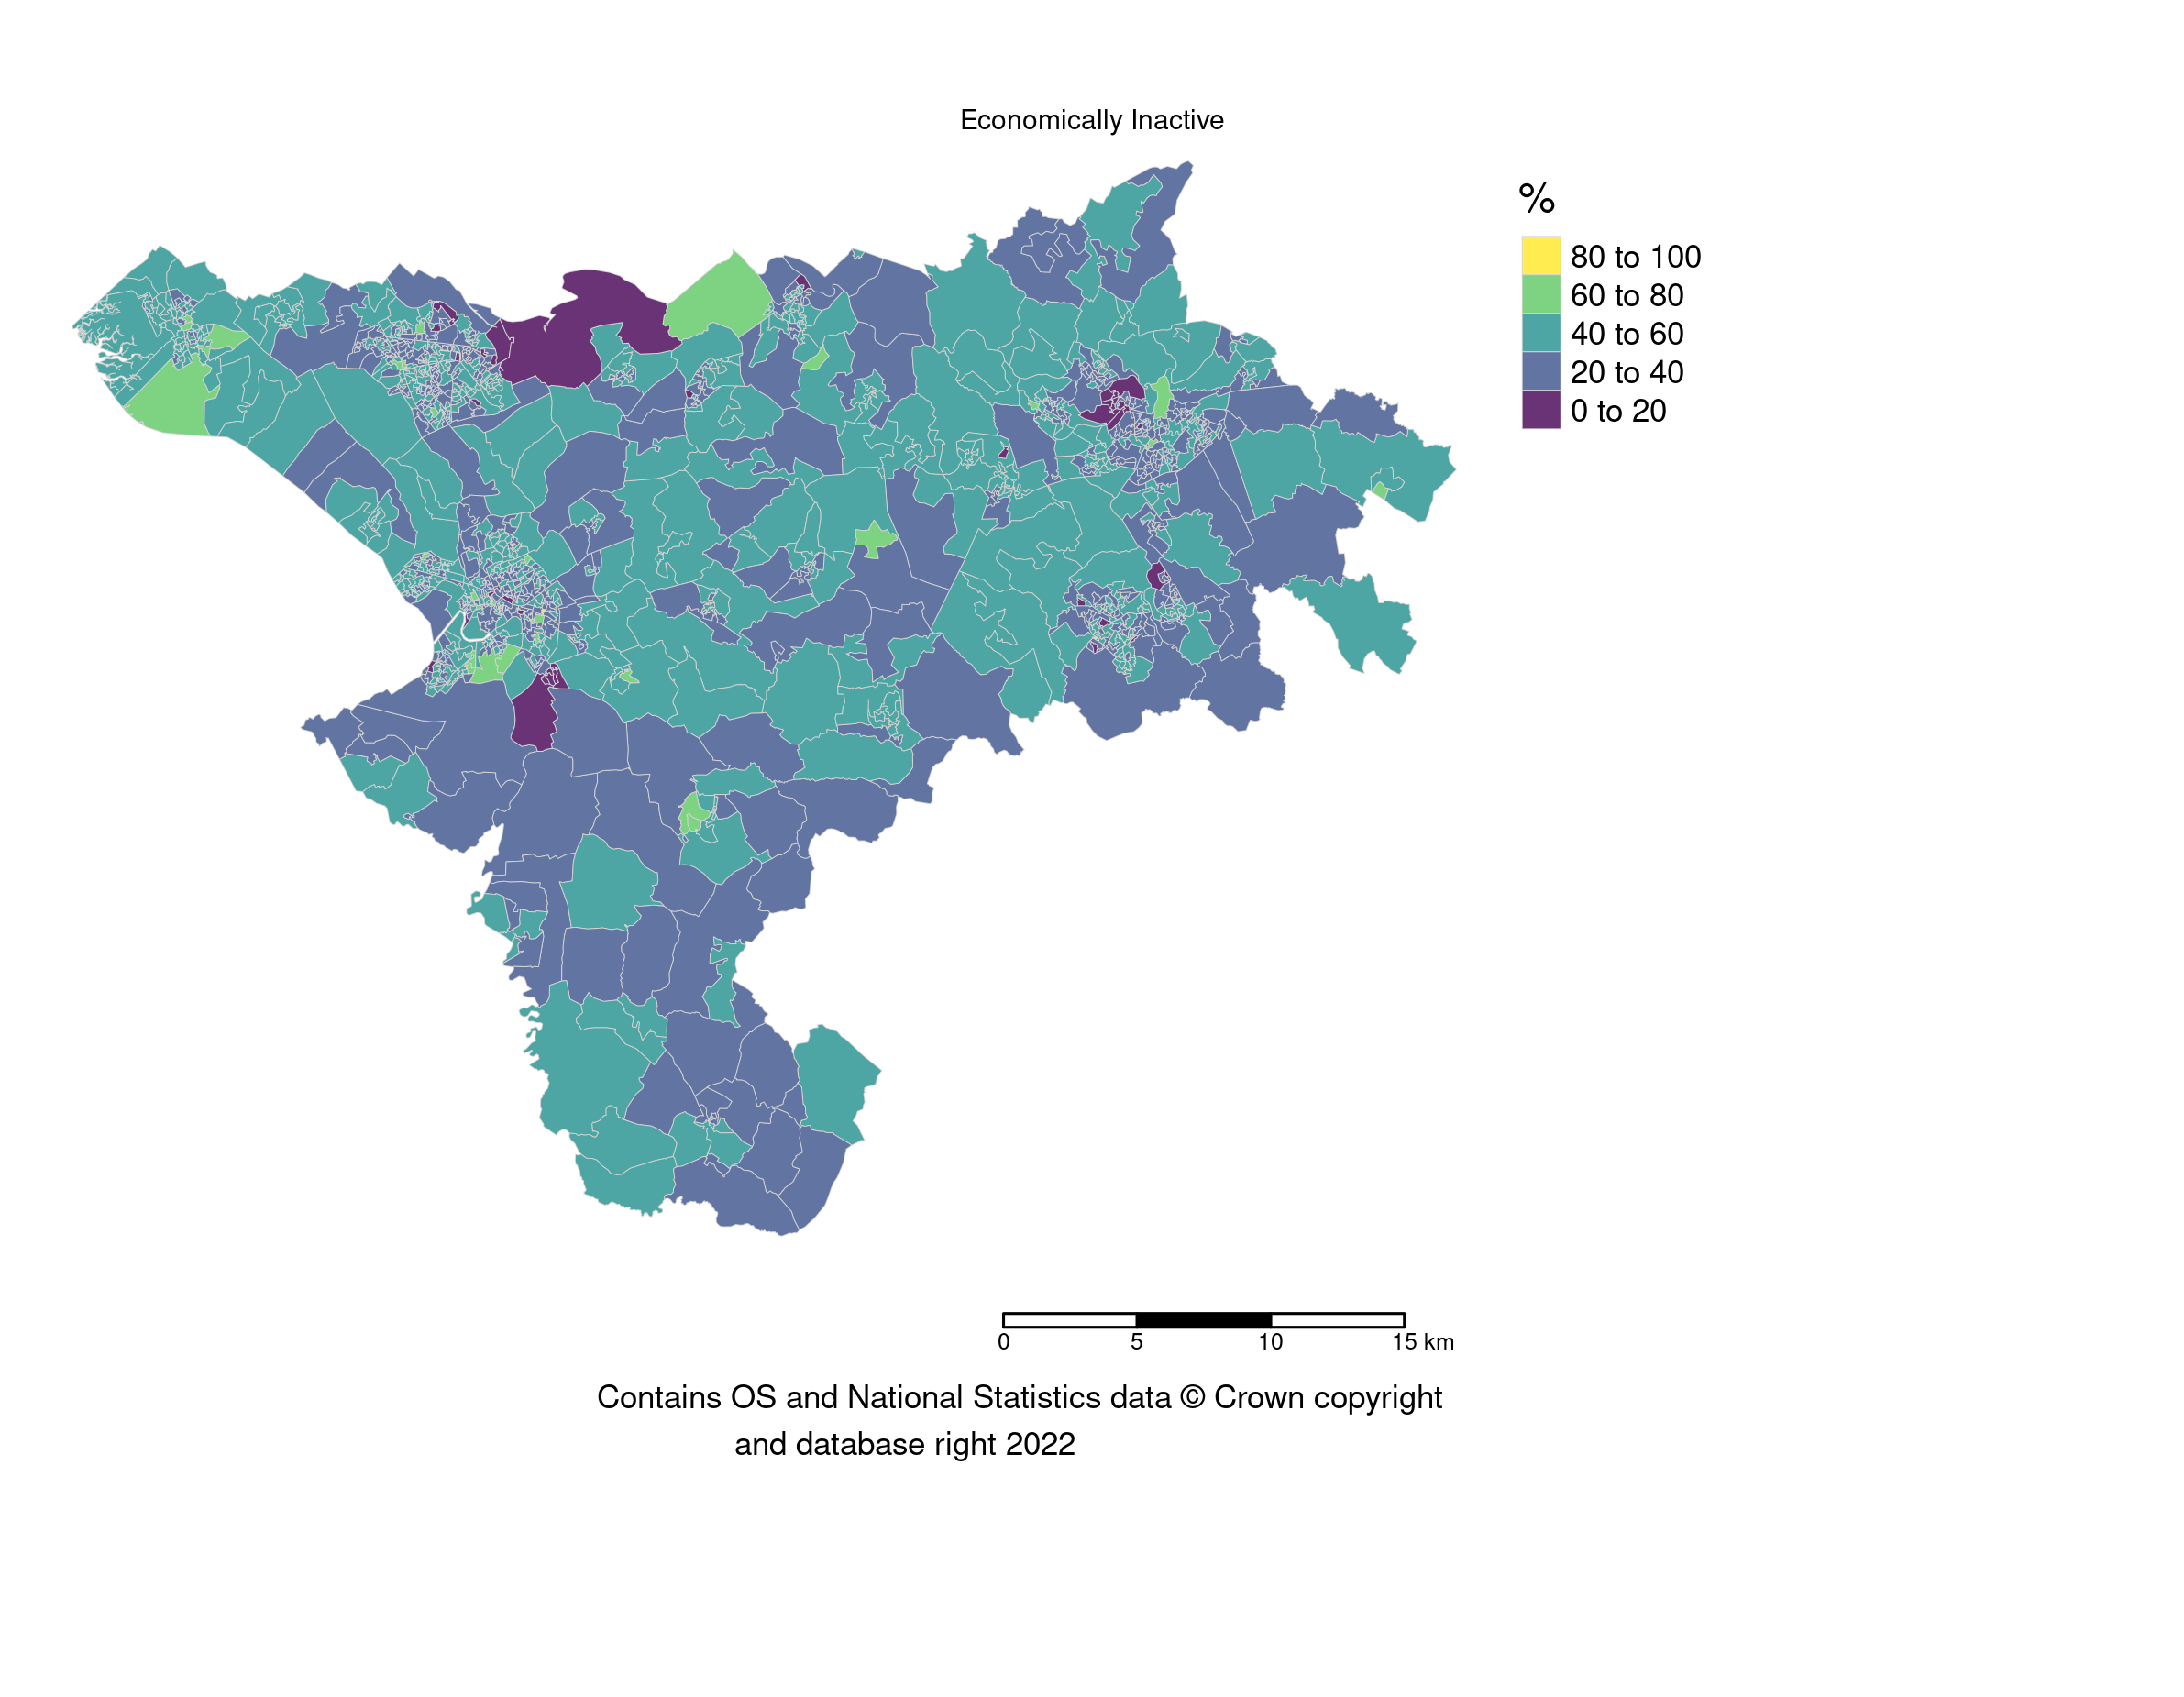 Economically Inactive
%
80 to 100
60 to 80
40 to 60
20 to 40
0 to 20
0 5 10 15 km
Contains OS and National Statistics data © Crown copyright
and database right 2022